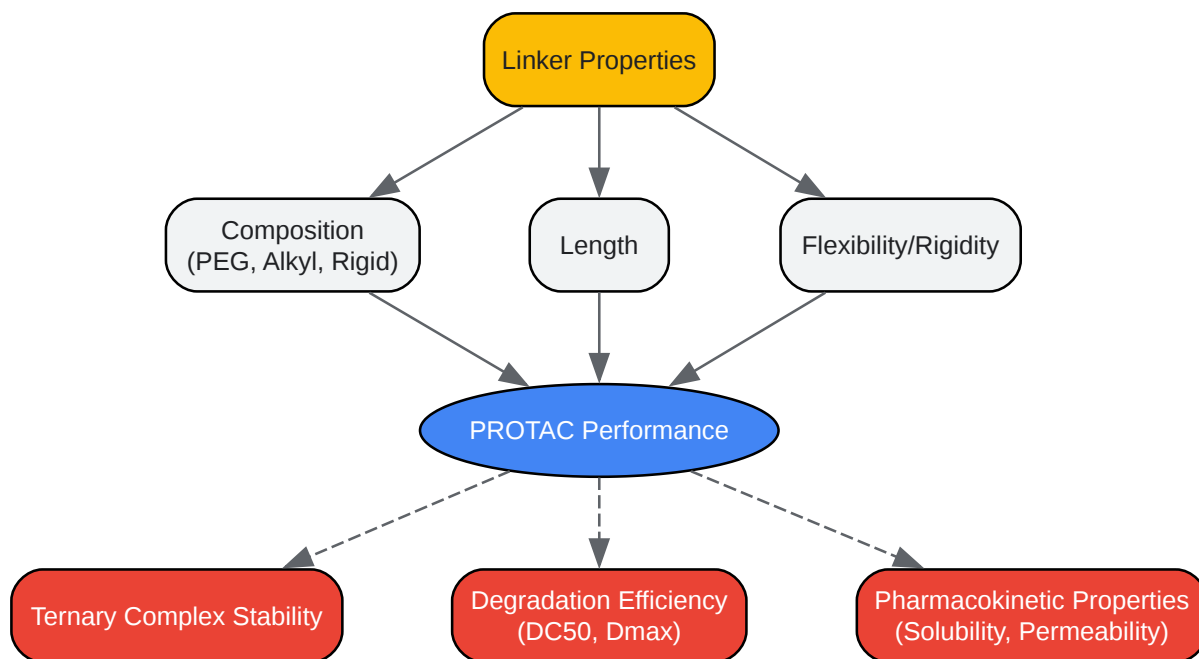 Linker Properties
Composition
(PEG, Alkyl, Rigid)
Length
Flexibility/Rigidity
PROTAC Performance
Ternary Complex Stability
Degradation Efficiency
(DC50, Dmax)
Pharmacokinetic Properties
(Solubility, Permeability)